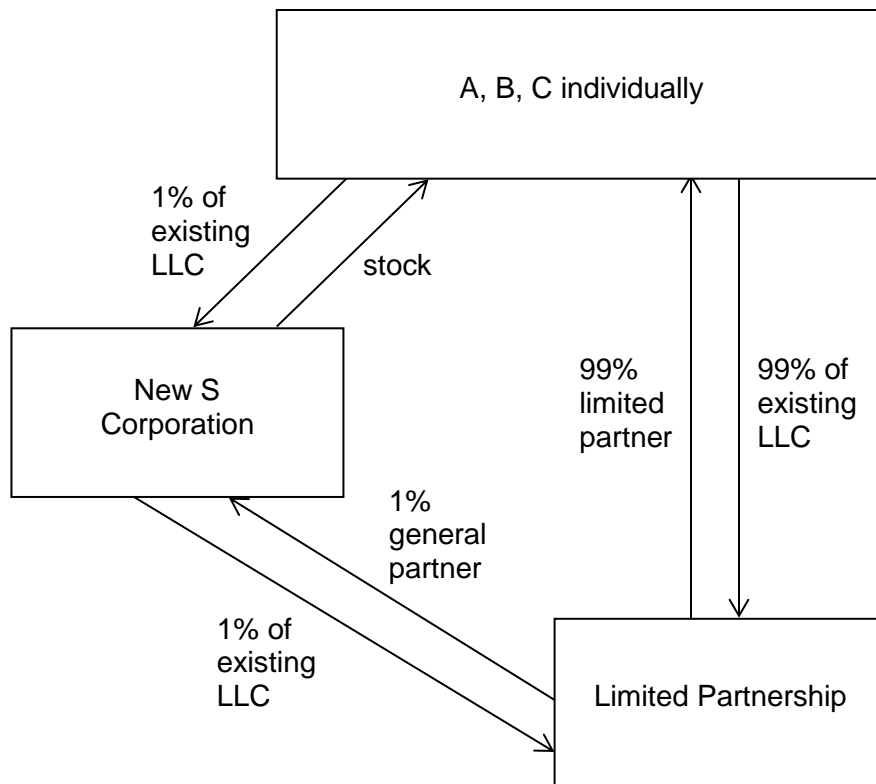 A, B, C individually
1% of
existing
LLC
stock
New S
Corporation
99%
limited
partner
99% of
existing
LLC
1%
general
partner
1% of
existing
LLC
Limited Partnership